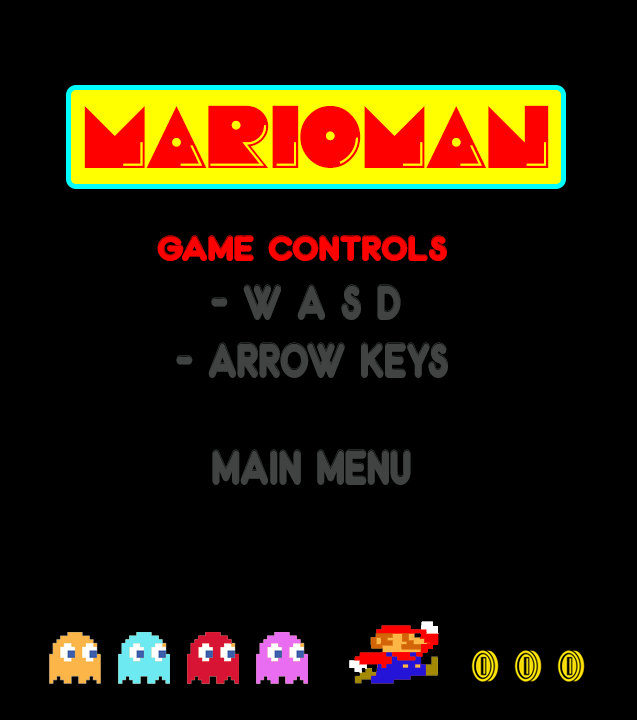 MARIOMAN
GAME CONTROLS
- W A S D
- ARROW KEYS
MAIN MENU